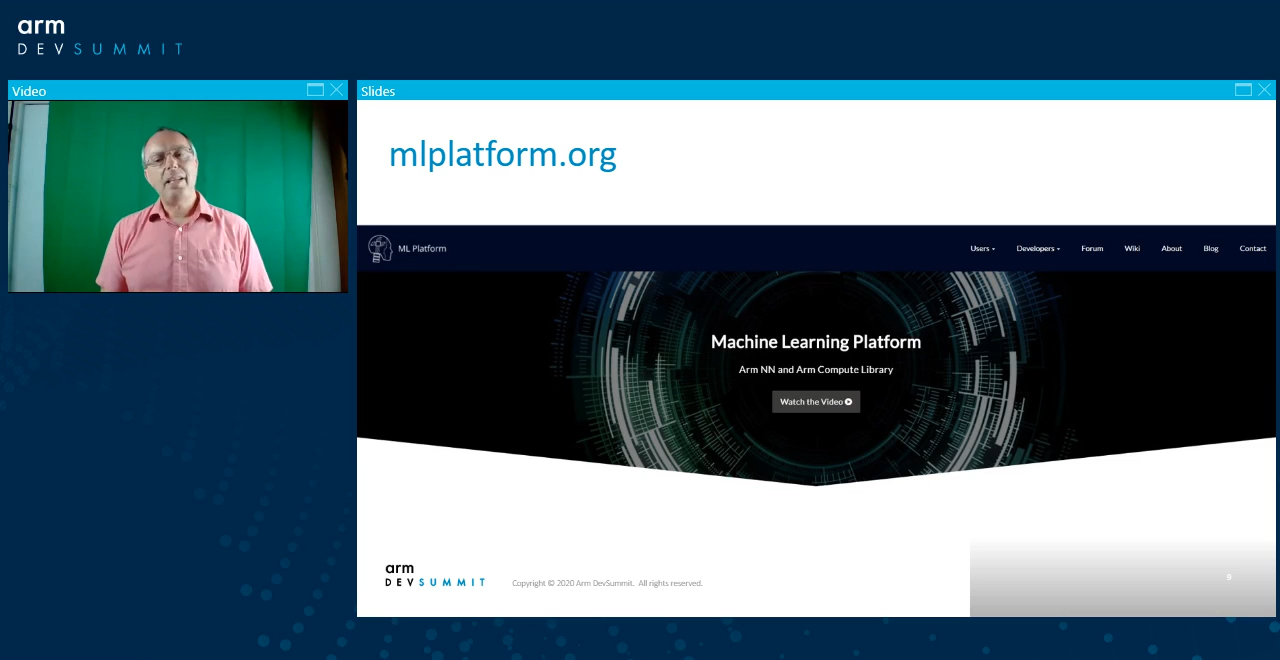 arm
DEVSUMMIT
Video
Slides
mlplatform.org
ML Platform
Users
Developers
Forum
Wiki
About
Blog
Contact
Machine Learning Platform
Arm NN and Arm Compute Library
Watch the Video
arm
DEVSUMMIT
Copyright © 2020 Arm DevSummit. All rights reserved.
9